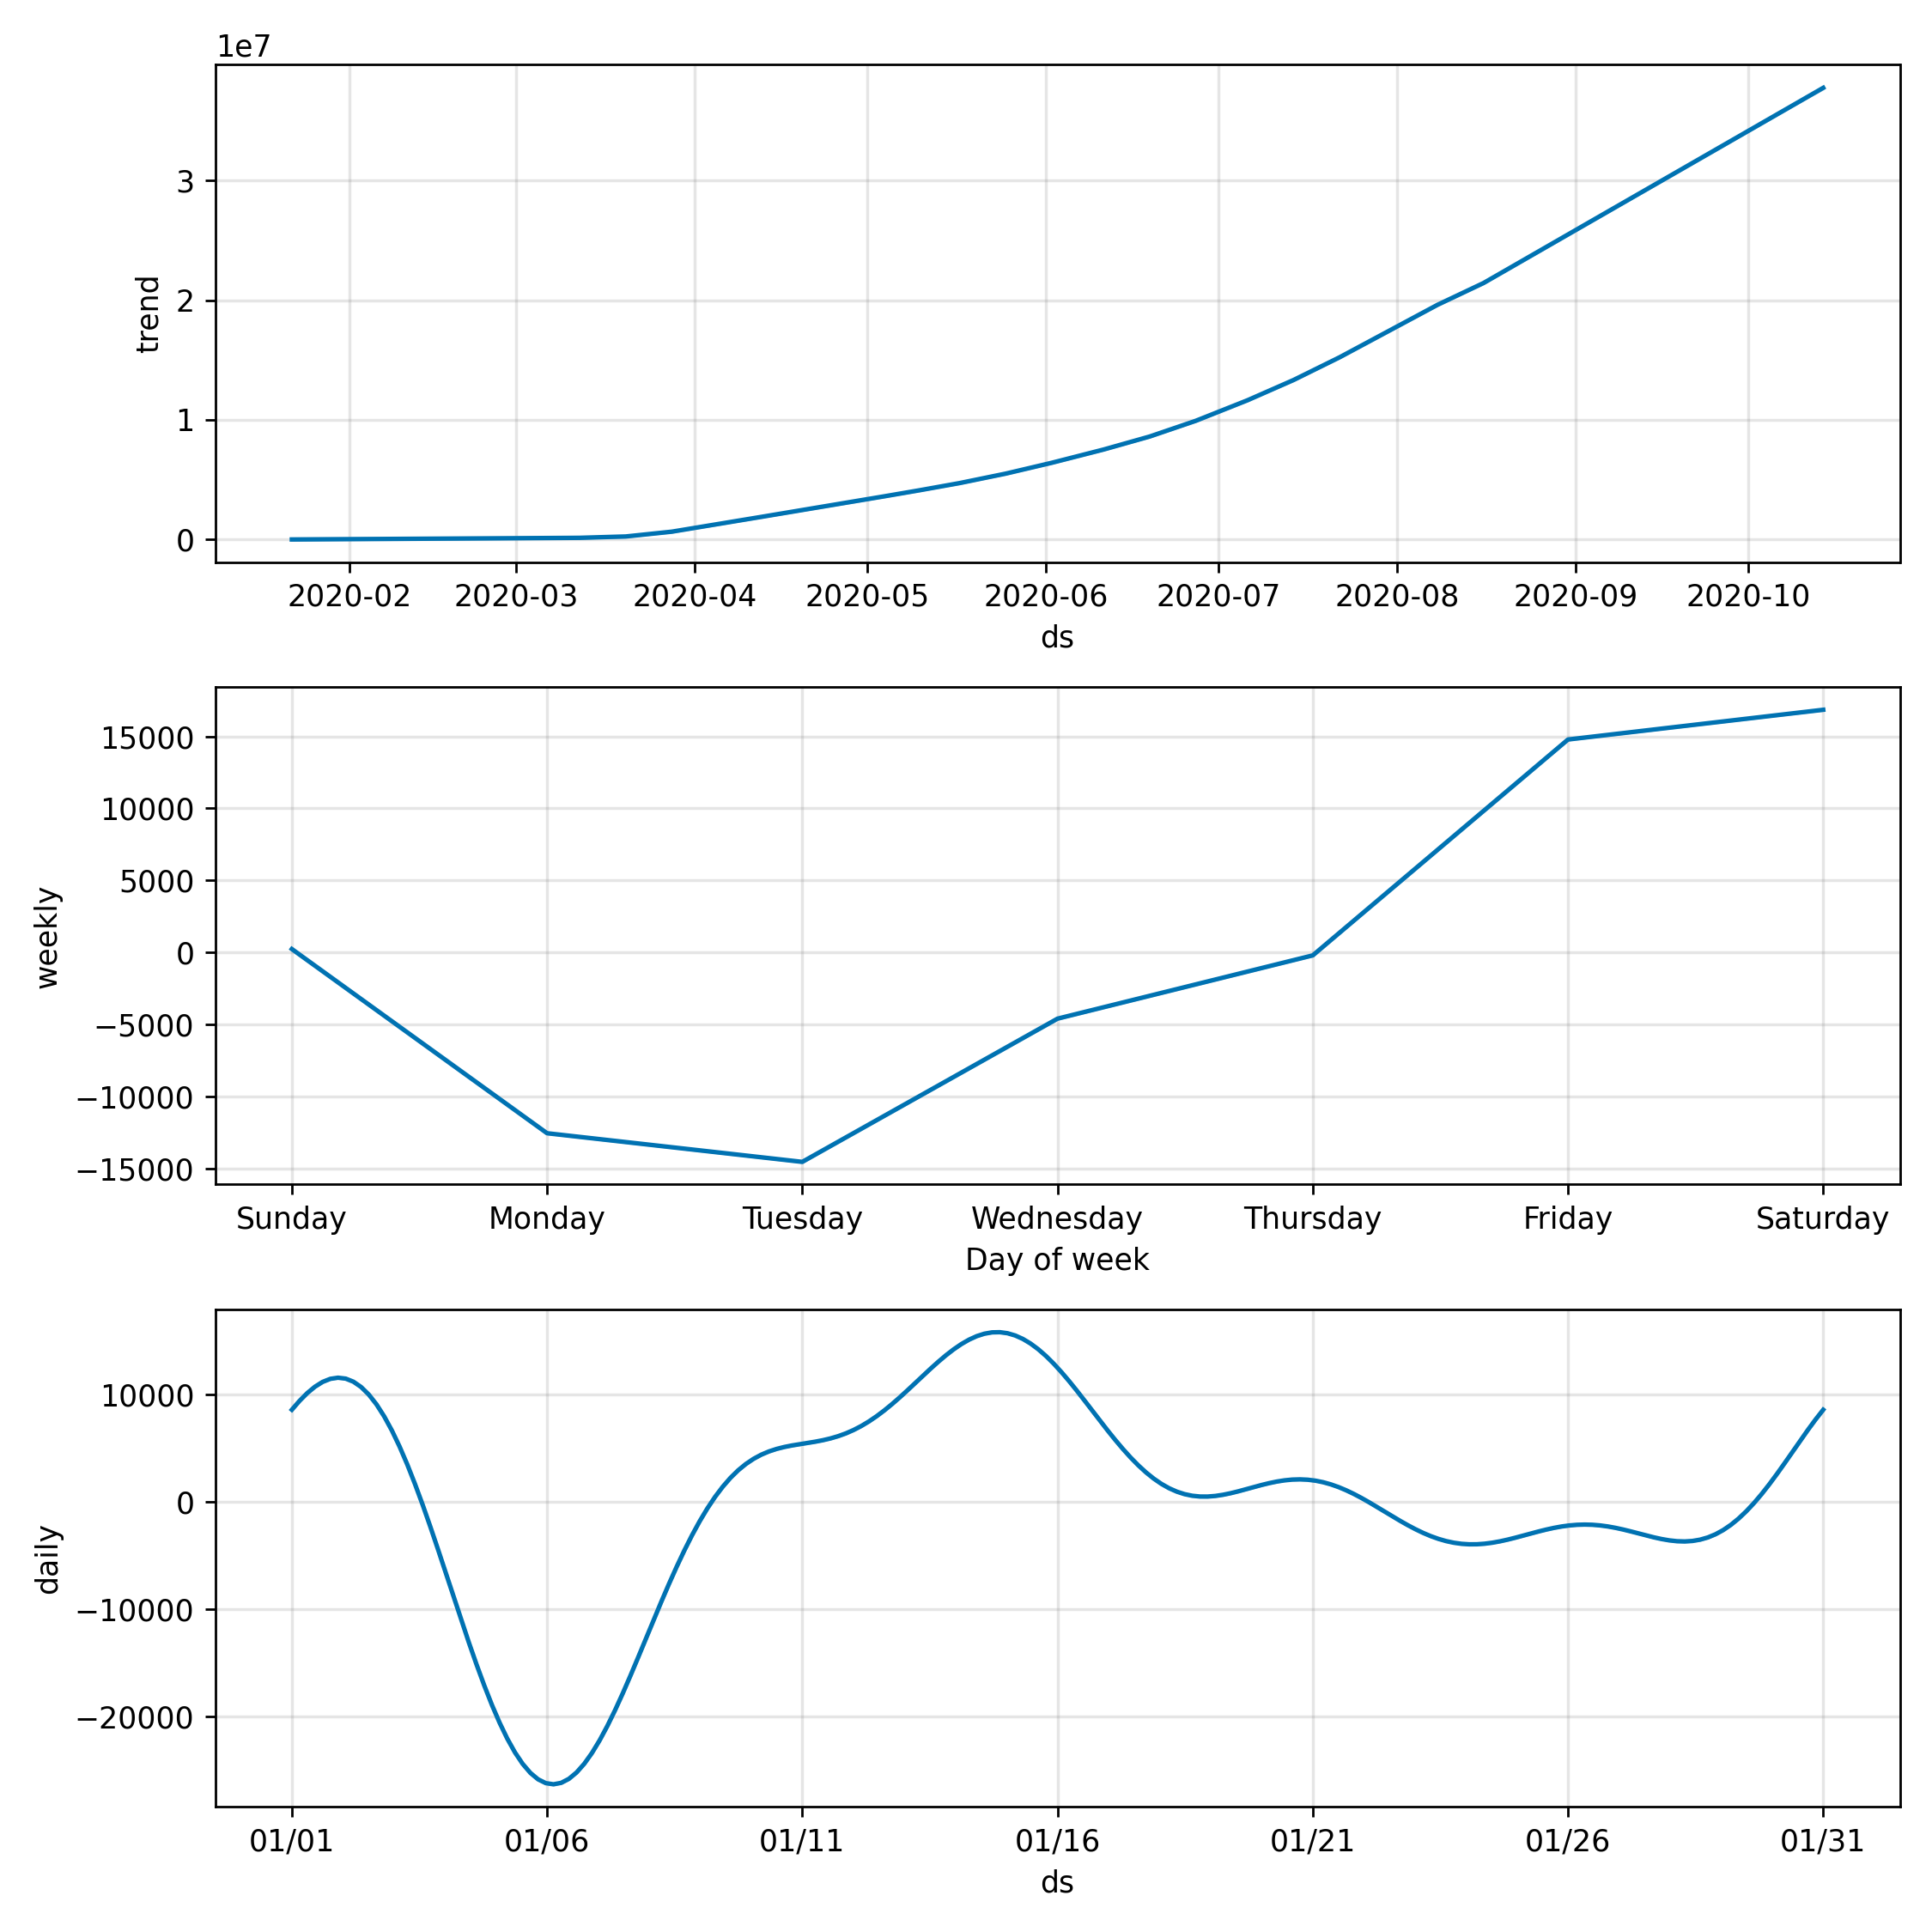 1e7
3
2
1
0
trend
2020-02 2020-03 2020-04 2020-05 2020-06 2020-07 2020-08 2020-09 2020-10
ds
15000
10000
5000
0
−5000
−10000
−15000
weekly
Sunday Monday Tuesday Wednesday Thursday Friday Saturday
Day of week
10000
0
−10000
−20000
daily
01/01 01/06 01/11 01/16 01/21 01/26 01/31
ds